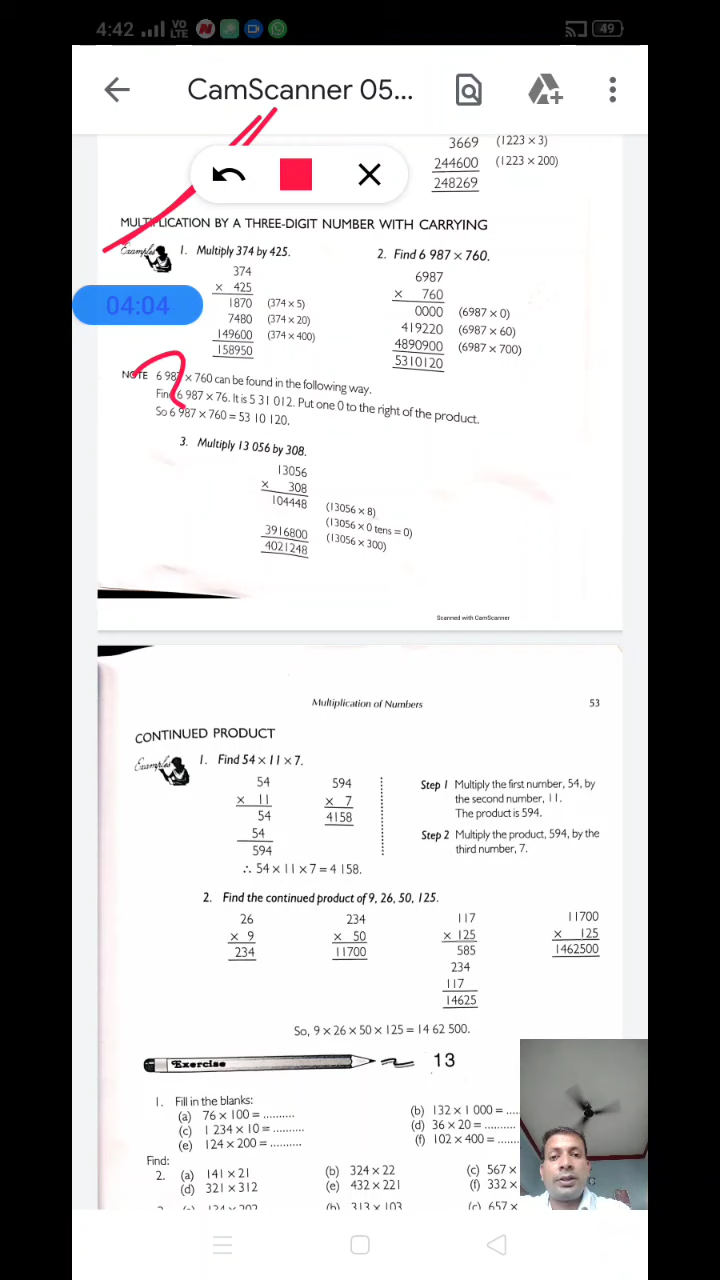 4:42 VO LTE 49
CamScanner 05...
3669 (1223 x 3)
244600 (1223 x 200)
248269
MULTIPLICATION BY A THREE-DIGIT NUMBER WITH CARRYING
Examples
1. Multiply 374 by 425.
374
× 425
1870 (374 x 5)
7480 (374 x 20)
149600 (374 x 400)
158950
2. Find 6 987 × 760.
6987
× 760
0000 (6987 x 0)
419220 (6987 x 60)
4890900 (6987 x 700)
5310120
04:04
NOTE 6 987 × 760 can be found in the following way.
Find 6 987 × 76. It is 5 31 012. Put one 0 to the right of the product.
So 6 987 × 760 = 53 10 120.
3. Multiply 13 056 by 308.
13056
× 308
104448 (13056 x 8)
(13056 x 0 tens = 0)
3916800 (13056 x 300)
4021248
Scanned with CamScanner
Multiplication of Numbers 53
CONTINUED PRODUCT
Examples
1. Find 54 × 11 × 7.
54
× 11
54
54
594
594
× 7
4158
Step 1 Multiply the first number, 54, by
the second number, 11.
The product is 594.
Step 2 Multiply the product, 594, by the
third number, 7.
∴ 54 × 11 × 7 = 4 158.
2. Find the continued product of 9, 26, 50, 125.
26
× 9
234
234
× 50
11700
117
× 125
585
234
117
14625
11700
× 125
1462500
So, 9 × 26 × 50 × 125 = 14 62 500.
Exercise 13
1. Fill in the blanks:
(a) 76 × 100 = ..........
(b) 132 × 1 000 = ....
(c) 1 234 × 10 = ..........
(d) 36 × 20 = ..........
(e) 124 × 200 = ..........
(f) 102 × 400 = .......
Find:
2. (a) 141 × 21 (b) 324 × 22 (c) 567 ×
(d) 321 × 312 (e) 432 × 221 (f) 332 ×
(b) 313 × 103 (c) 657 ×